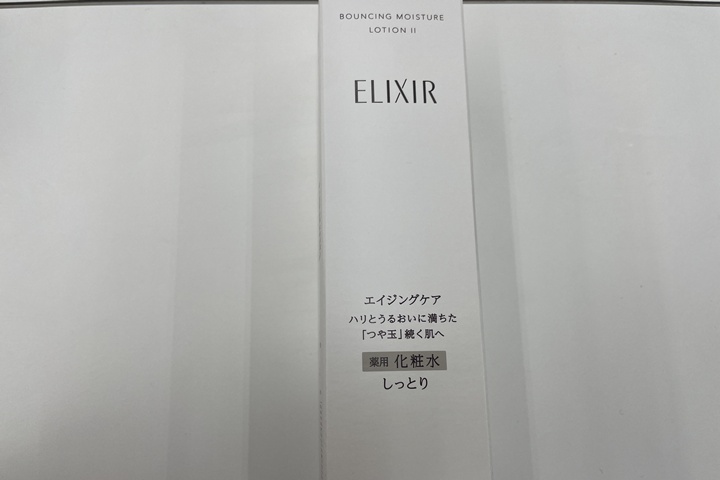 BOUNCING MOISTURE
LOTION II
ELIXIR
エイジングケア
ハリとうるおいに満ちた
「つや玉」続く肌へ
薬用 化粧水
しっとり